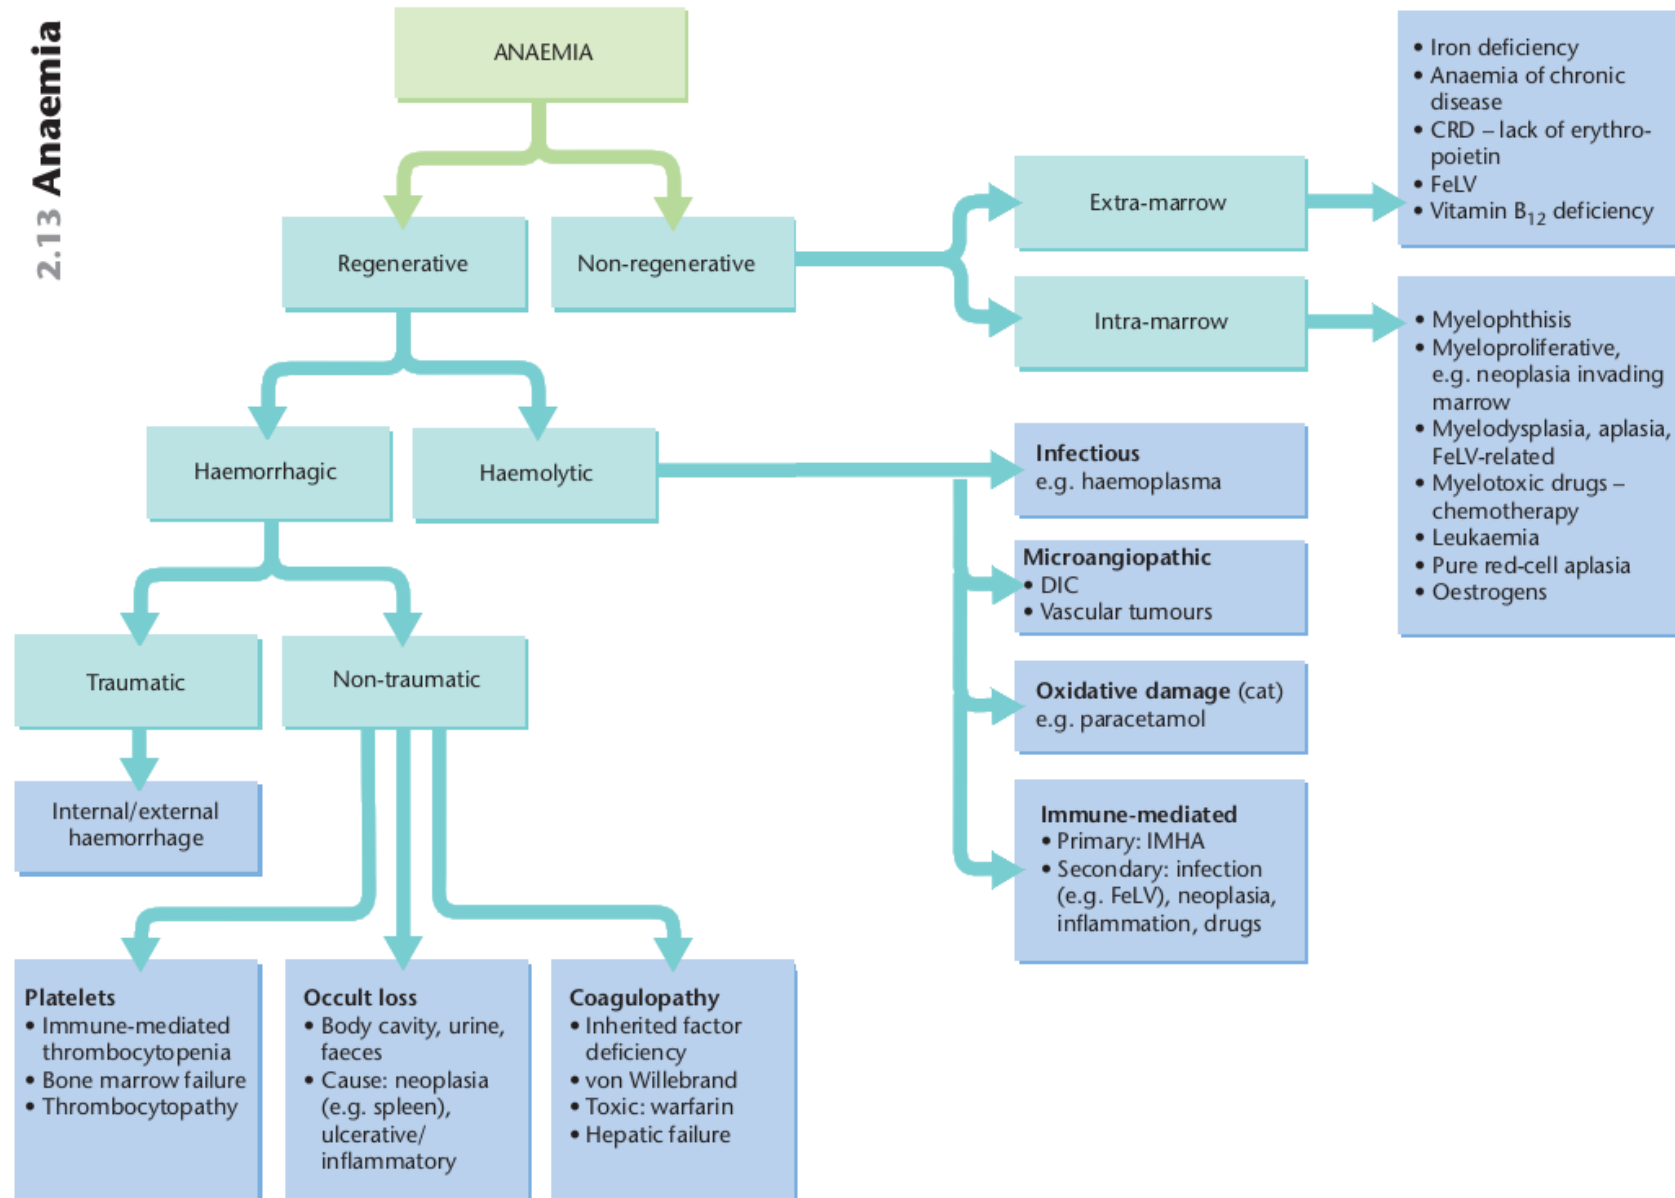 2.13 Anaemia
ANAEMIA
Regenerative
Non-regenerative
Extra-marrow
• Iron deficiency
• Anaemia of chronic
disease
• CRD – lack of erythro-
poietin
• FeLV
• Vitamin B₁₂ deficiency
Intra-marrow
• Myelophthisis
• Myeloproliferative,
e.g. neoplasia invading
marrow
• Myelodysplasia, aplasia,
FeLV-related
• Myelotoxic drugs –
chemotherapy
• Leukaemia
• Pure red-cell aplasia
• Oestrogens
Haemorrhagic
Haemolytic
Infectious
e.g. haemoplasma
Microangiopathic
• DIC
• Vascular tumours
Oxidative damage (cat)
e.g. paracetamol
Immune-mediated
• Primary: IMHA
• Secondary: infection
(e.g. FeLV), neoplasia,
inflammation, drugs
Traumatic
Non-traumatic
Internal/external
haemorrhage
Platelets
• Immune-mediated
thrombocytopenia
• Bone marrow failure
• Thrombocytopathy
Occult loss
• Body cavity, urine,
faeces
• Cause: neoplasia
(e.g. spleen),
ulcerative/
inflammatory
Coagulopathy
• Inherited factor
deficiency
• von Willebrand
• Toxic: warfarin
• Hepatic failure